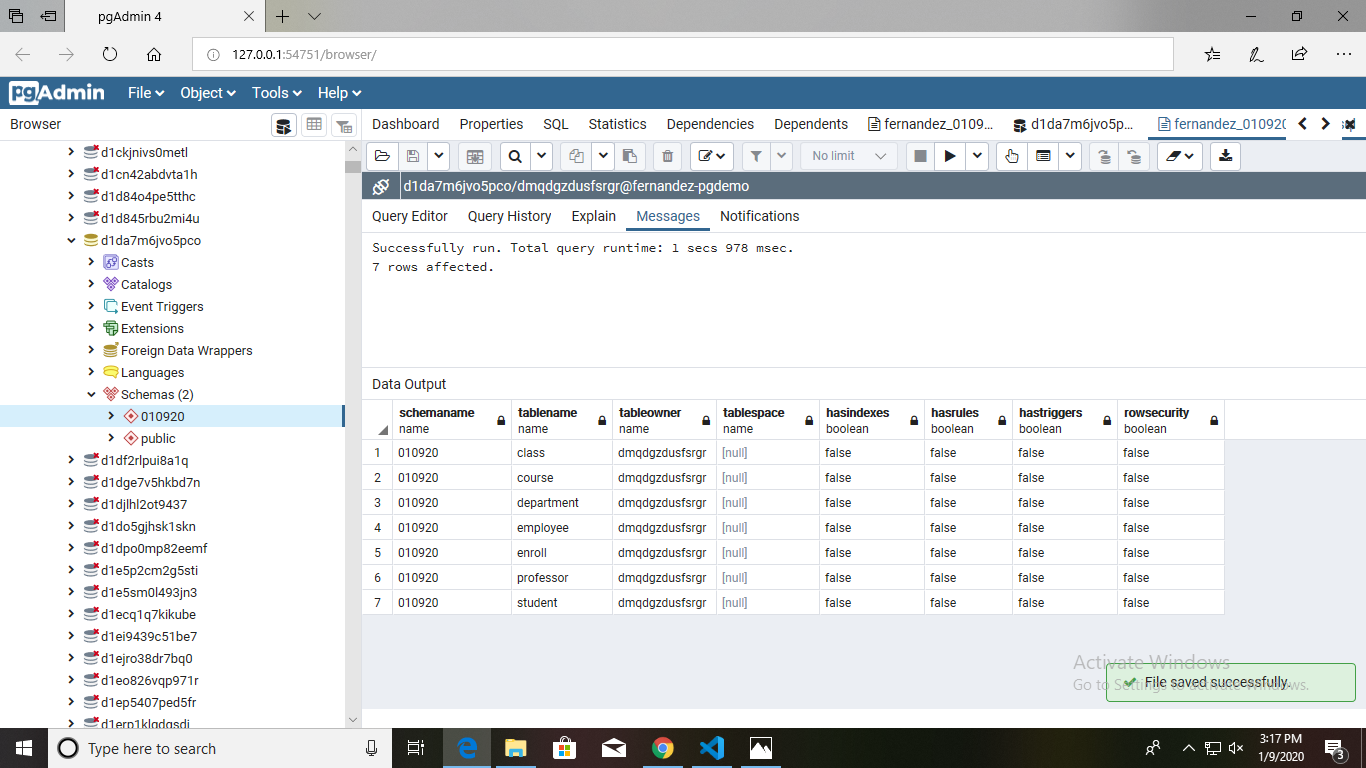 pgAdmin 4
127.0.0.1:54751/browser/
pgAdmin File Object Tools Help
Browser
Dashboard Properties SQL Statistics Dependencies Dependents fernandez_0109... d1da7m6jvo5p... fernandez_010920
No limit
d1da7m6jvo5pco/dmqdgzdusfsrgr@fernandez-pgdemo
Query Editor Query History Explain Messages Notifications
Successfully run. Total query runtime: 1 secs 978 msec.
7 rows affected.
d1ckjnivs0metl
d1cn42abdvta1h
d1d84o4pe5tthc
d1d845rbu2mi4u
d1da7m6jvo5pco
Casts
Catalogs
Event Triggers
Extensions
Foreign Data Wrappers
Languages
Schemas (2)
010920
public
d1df2rlpui8a1q
d1dge7v5hkbd7n
d1djlhl2ot9437
d1do5gjhsk1skn
d1dpo0mp82eemf
d1e5p2cm2g5sti
d1e5sm0l493jn3
d1ecq1q7kikube
d1ei9439c51be7
d1ejro38dr7bq0
d1eo826vqp971r
d1ep5407ped5fr
d1erp1klgdgsdi
Data Output
schemaname tablename tableowner tablespace hasindexes hasrules hastriggers rowsecurity
name name name name boolean boolean boolean boolean
1 010920 class dmqdgzdusfsrgr [null] false false false false
2 010920 course dmqdgzdusfsrgr [null] false false false false
3 010920 department dmqdgzdusfsrgr [null] false false false false
4 010920 employee dmqdgzdusfsrgr [null] false false false false
5 010920 enroll dmqdgzdusfsrgr [null] false false false false
6 010920 professor dmqdgzdusfsrgr [null] false false false false
7 010920 student dmqdgzdusfsrgr [null] false false false false
Activate Windows
Go to Settings to activate Windows.
File saved successfully.
Type here to search
3:17 PM
1/9/2020
3